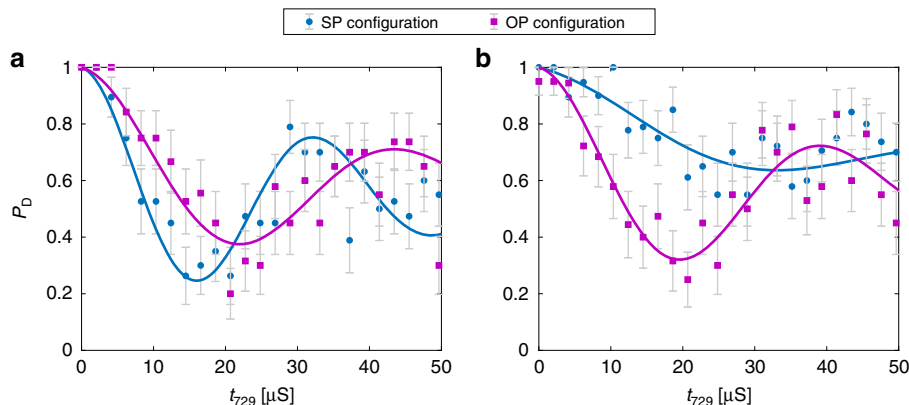 SP configuration OP configuration
a b
1 1
0.8 0.8
0.6 0.6
P_D
0.4 0.4
0.2 0.2
0 0
0 10 20 30 40 50 0 10 20 30 40 50
t_729 [μS] t_729 [μS]